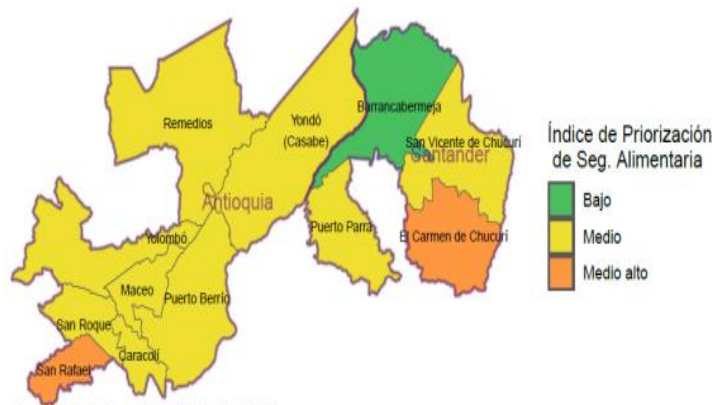 Barrancabermeja
Remedios
Yondó
(Casabe)
San Vicente de Chucurí
Santander
Antioquia
Puerto Parra
El Carmen de Chucurí
Yolombó
Maceo
Puerto Berrío
San Roque
Caracolí
San Rafael
Índice de Priorización
de Seg. Alimentaria
Bajo
Medio
Medio alto